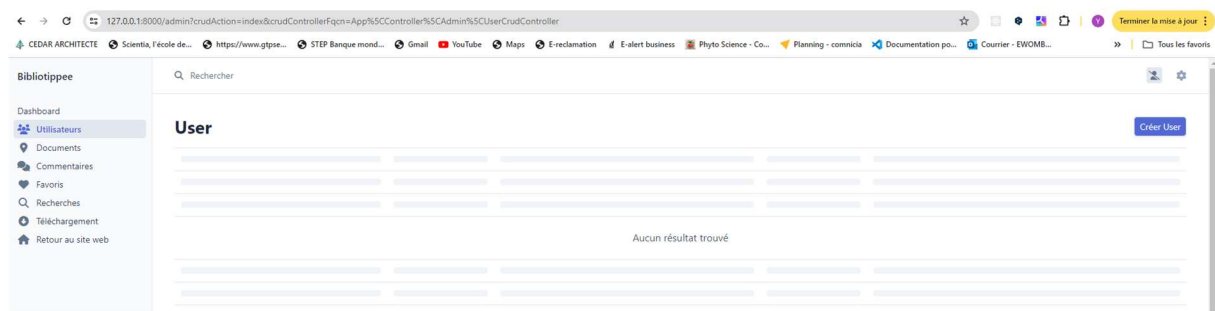 127.0.0.1:8000/admin?crudAction=index&crudControllerFqcn=App%5CController%5CAdmin%5CUserCrudController
Y
Terminer la mise à jour
CEDAR ARCHITECTE Scientia, l'école de... https://www.gtpse... STEP Banque mond... Gmail YouTube Maps E-reclamation E-alert business Phyto Science - Co... Planning - comnicia Documentation po... Courrier - EWOMB... » Tous les favoris
Bibliotippee
Rechercher
Dashboard
Utilisateurs
Documents
Commentaires
Favoris
Recherches
Téléchargement
Retour au site web
User
Créer User
Aucun résultat trouvé